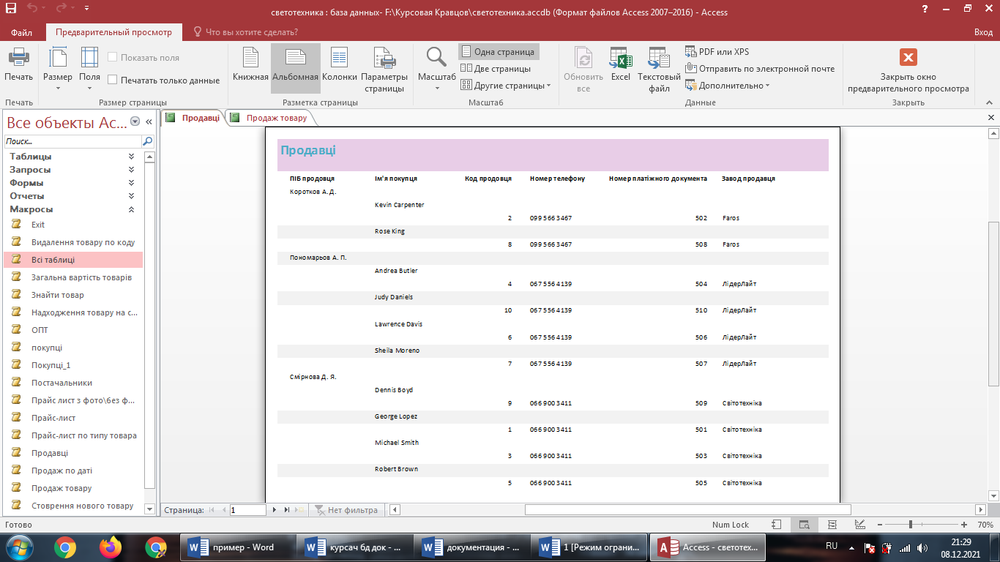 светотехника : база данных- F:\Курсовая Кравцов\светотехника.accdb (Формат файлов Access 2007–2016) - Access
Файл
Предварительный просмотр
Что вы хотите сделать?
Вход
Печать
Размер
Поля
Показать поля
Печатать только данные
Книжная
Альбомная
Колонки
Параметры страницы
Масштаб
Одна страница
Две страницы
Другие страницы
Обновить все
Excel
Текстовый файл
PDF или XPS
Отправить по электронной почте
Дополнительно
Закрыть окно предварительного просмотра
Печать
Размер страницы
Разметка страницы
Масштаб
Данные
Закрыть
Все объекты Ac...
Поиск...
Таблицы
Запросы
Формы
Отчеты
Макросы
Exit
Видалення товару по коду
Всі таблиці
Загальна вартість товарів
Знайти товар
Надходження товару на с...
ОПТ
покупці
Покупці_1
Постачальники
Прайс лист з фото\без ф...
Прайс-лист
Прайс-лист по типу товара
Продавці
Продаж по даті
Продаж товару
Стоврення нового товару
Продавці
Продаж товару
Продавці
ПІБ продовця Ім'я покупця Код продовця Номер телефону Номер платіжного документа Завод продавця
Коротков А. Д.
Kevin Carpenter
2 099 566 3467 502 Faros
Rose King
8 099 566 3467 508 Faros
Пономарьов А. П.
Andrea Butler
4 067 556 4139 504 ЛідерЛайт
Judy Daniels
10 067 556 4139 510 ЛідерЛайт
Lawrence Davis
6 067 556 4139 506 ЛідерЛайт
Sheila Moreno
7 067 556 4139 507 ЛідерЛайт
Смірнова Д. Я.
Dennis Boyd
9 066 900 3411 509 Світотехніка
George Lopez
1 066 900 3411 501 Світотехніка
Michael Smith
3 066 900 3411 503 Світотехніка
Robert Brown
5 066 900 3411 505 Світотехніка
Страница: 1 Нет фильтра
Готово
Num Lock
70%
пример - Word
курсач бд док - ...
документация - ...
1 [Режим ограни...
Access - светотех...
RU
21:29
08.12.2021